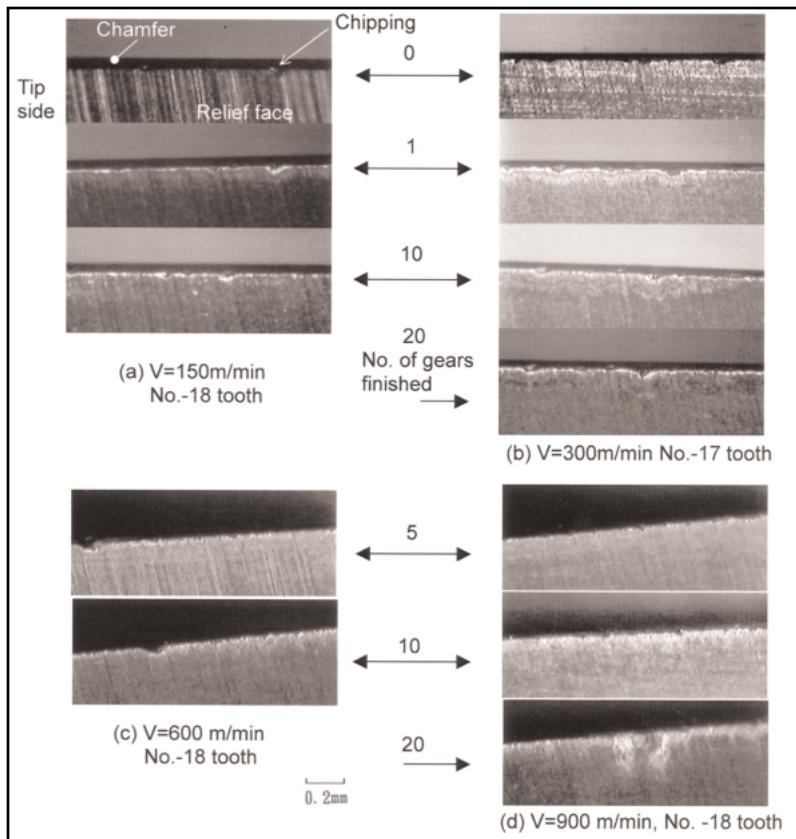 Chamfer
Chipping
0
Tip
side
Relief face
1
10
20
No. of gears
finished
(a) V=150m/min
No.-18 tooth
(b) V=300m/min No.-17 tooth
5
10
(c) V=600 m/min
No.-18 tooth
20
0.2mm
(d) V=900 m/min, No. -18 tooth